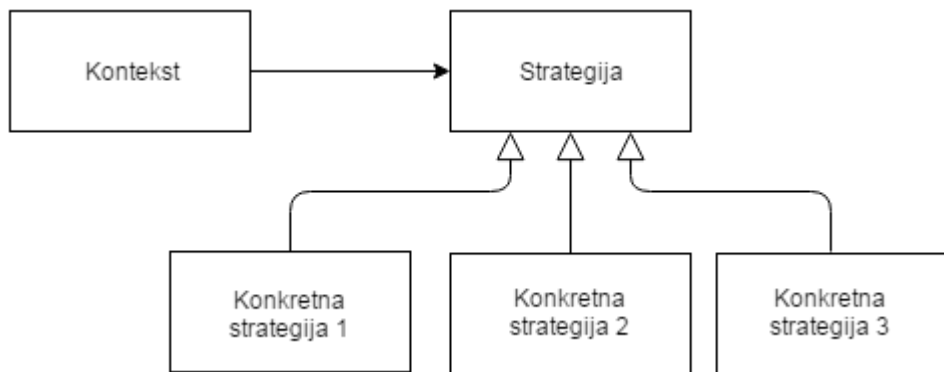 Kontekst
Strategija
Konkretna
strategija 1
Konkretna
strategija 2
Konkretna
strategija 3